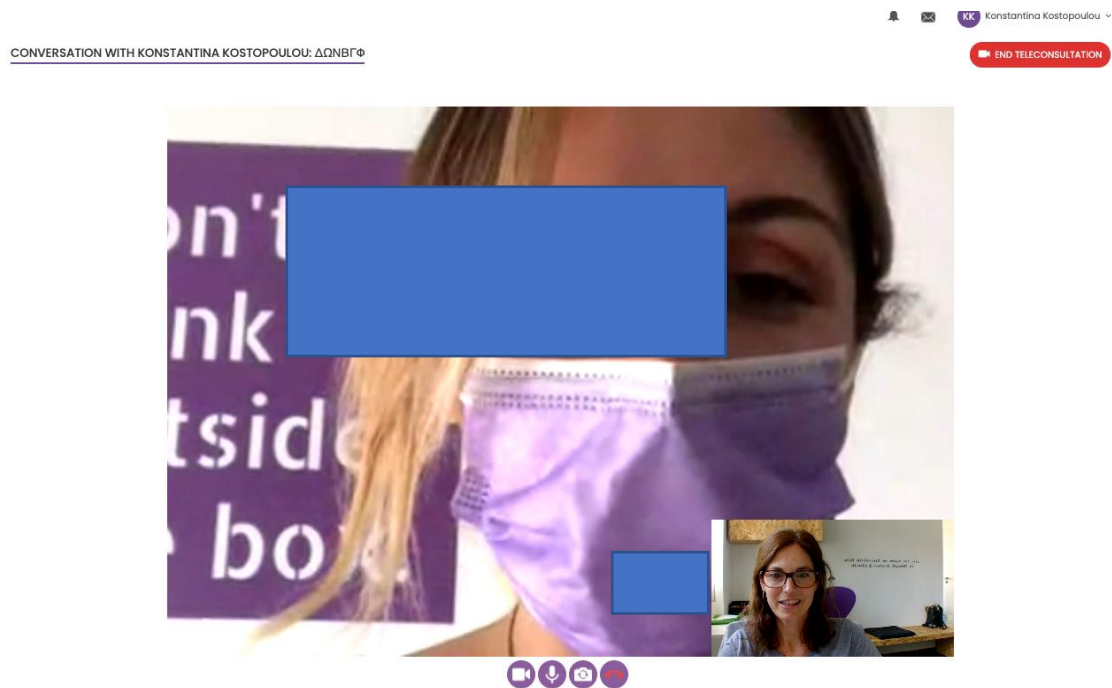 KK Konstantina Kostopoulou
CONVERSATION WITH KONSTANTINA KOSTOPOULOU: ΔΩΝΒΓΦ
END TELECONSULTATION
on't
nk
tside
bo